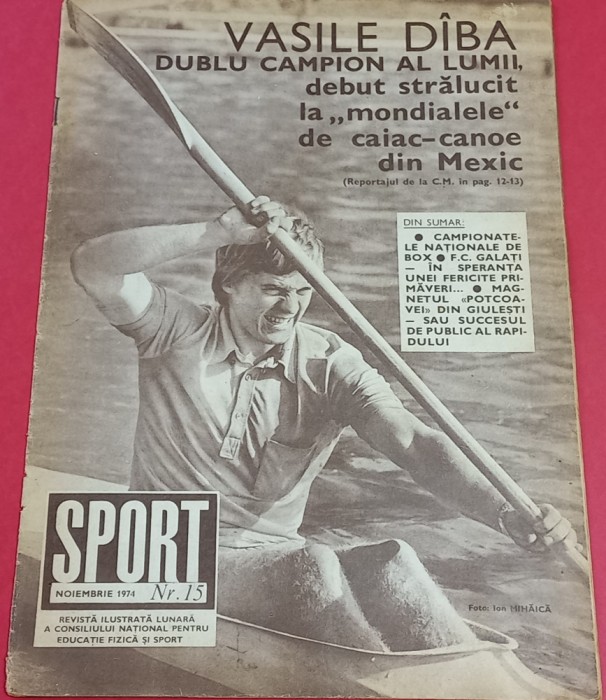 VASILE DÎBA
DUBLU CAMPION AL LUMII,
debut strălucit
la „mondialele“
de caiac-canoe
din Mexic
(Reportajul de la C.M. în pag. 12-13)
DIN SUMAR:
● CAMPIONATE-
LE NAȚIONALE DE
BOX ● F.C. GALAȚI
— ÎN SPERANȚA
UNEI FERICITE PRI-
MĂVERI... ● MAG-
NETUL «POTCOA-
VEI» DIN GIULEȘTI
— SAU SUCCESUL
DE PUBLIC AL RAPI-
DULUI
SPORT
NOIEMBRIE 1974 Nr. 15
REVISTĂ ILUSTRATĂ LUNARĂ
A CONSILIULUI NAȚIONAL PENTRU
EDUCAȚIE FIZICĂ ȘI SPORT
Foto: Ion MIHĂICĂ